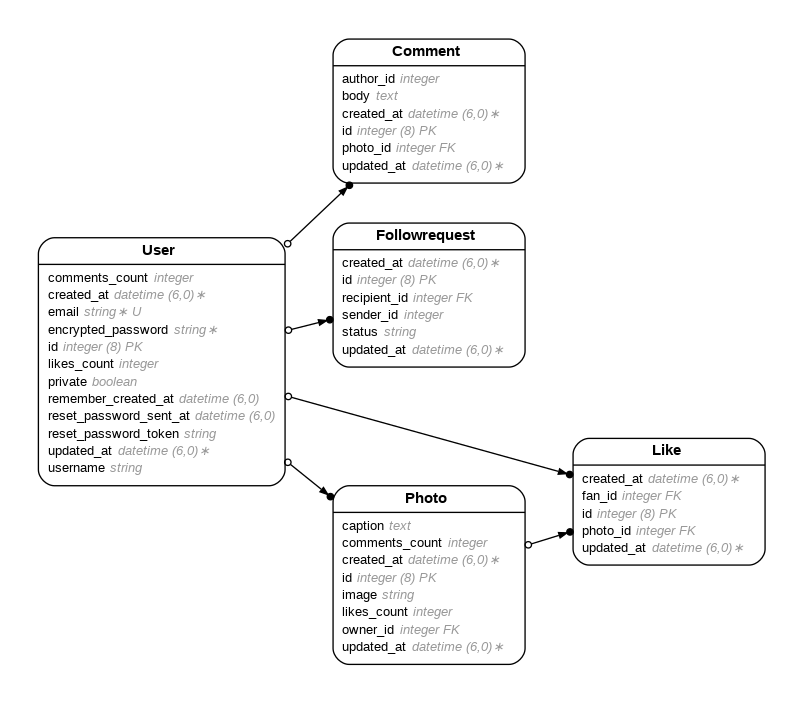 Comment
author_id integer
body text
created_at datetime (6,0)∗
id integer (8) PK
photo_id integer FK
updated_at datetime (6,0)∗
Followrequest
created_at datetime (6,0)∗
id integer (8) PK
recipient_id integer FK
sender_id integer
status string
updated_at datetime (6,0)∗
User
comments_count integer
created_at datetime (6,0)∗
email string∗ U
encrypted_password string∗
id integer (8) PK
likes_count integer
private boolean
remember_created_at datetime (6,0)
reset_password_sent_at datetime (6,0)
reset_password_token string
updated_at datetime (6,0)∗
username string
Photo
caption text
comments_count integer
created_at datetime (6,0)∗
id integer (8) PK
image string
likes_count integer
owner_id integer FK
updated_at datetime (6,0)∗
Like
created_at datetime (6,0)∗
fan_id integer FK
id integer (8) PK
photo_id integer FK
updated_at datetime (6,0)∗